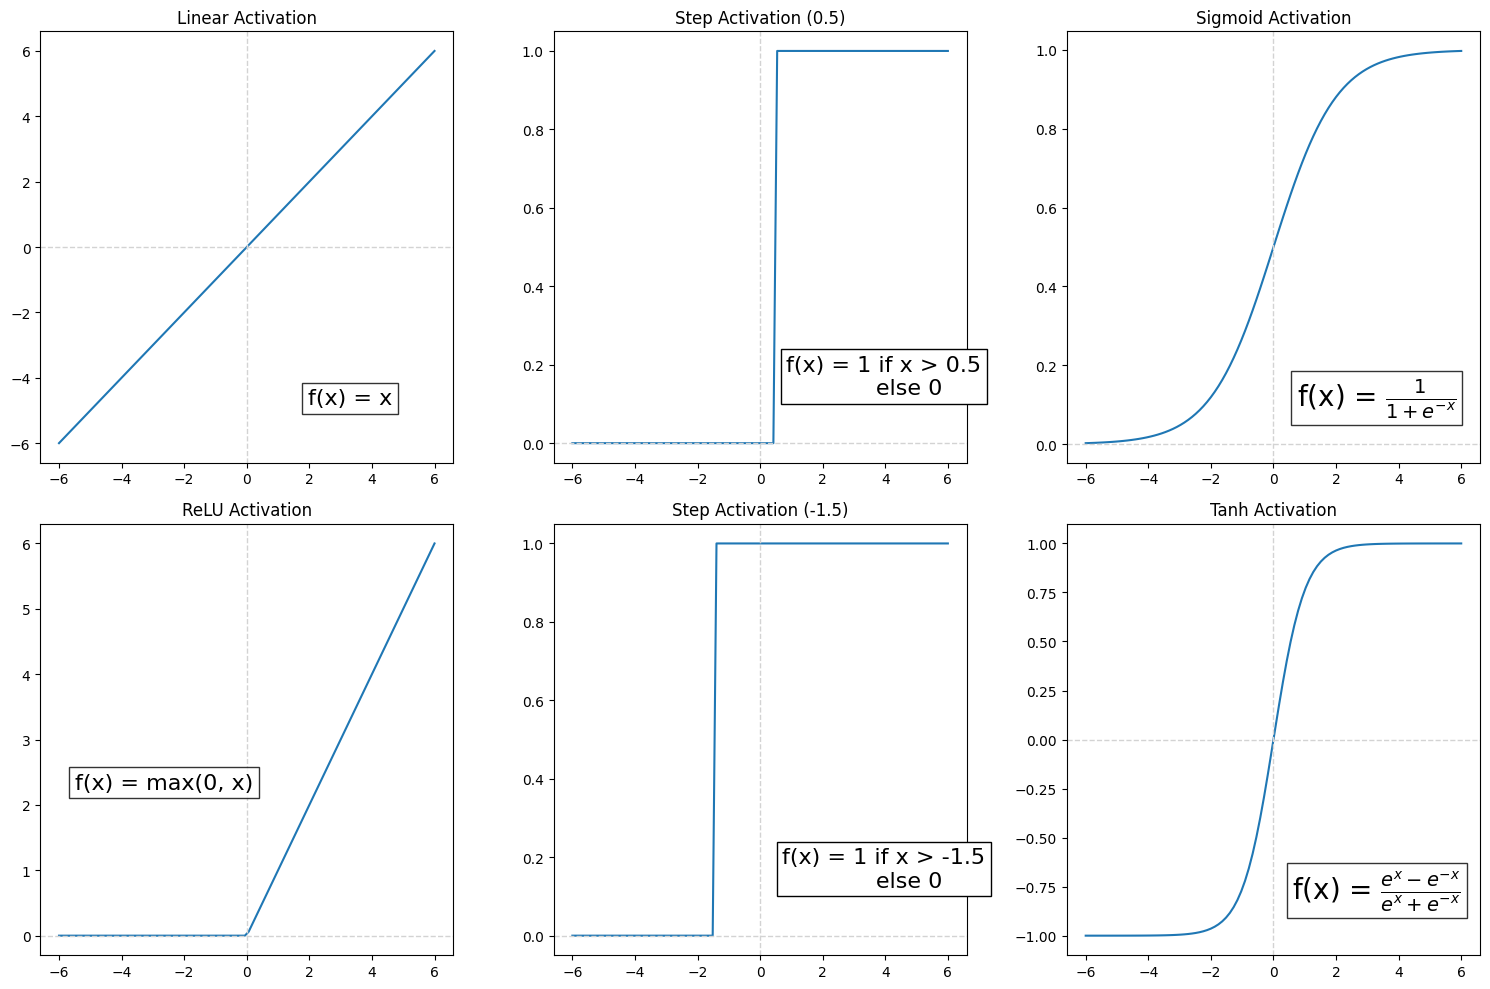 Linear Activation
6
4
2
0
−2
−4
−6
f(x) = x
−6 −4 −2 0 2 4 6
Step Activation (0.5)
1.0
0.8
0.6
0.4
0.2
0.0
f(x) = 1 if x > 0.5
else 0
−6 −4 −2 0 2 4 6
Sigmoid Activation
1.0
0.8
0.6
0.4
0.2
0.0
f(x) = $\frac{1}{1+e^{-x}}$
−6 −4 −2 0 2 4 6
ReLU Activation
6
5
4
3
2
1
0
f(x) = max(0, x)
−6 −4 −2 0 2 4 6
Step Activation (-1.5)
1.0
0.8
0.6
0.4
0.2
0.0
f(x) = 1 if x > -1.5
else 0
−6 −4 −2 0 2 4 6
Tanh Activation
1.00
0.75
0.50
0.25
0.00
−0.25
−0.50
−0.75
−1.00
f(x) = $\frac{e^{x}-e^{-x}}{e^{x}+e^{-x}}$
−6 −4 −2 0 2 4 6